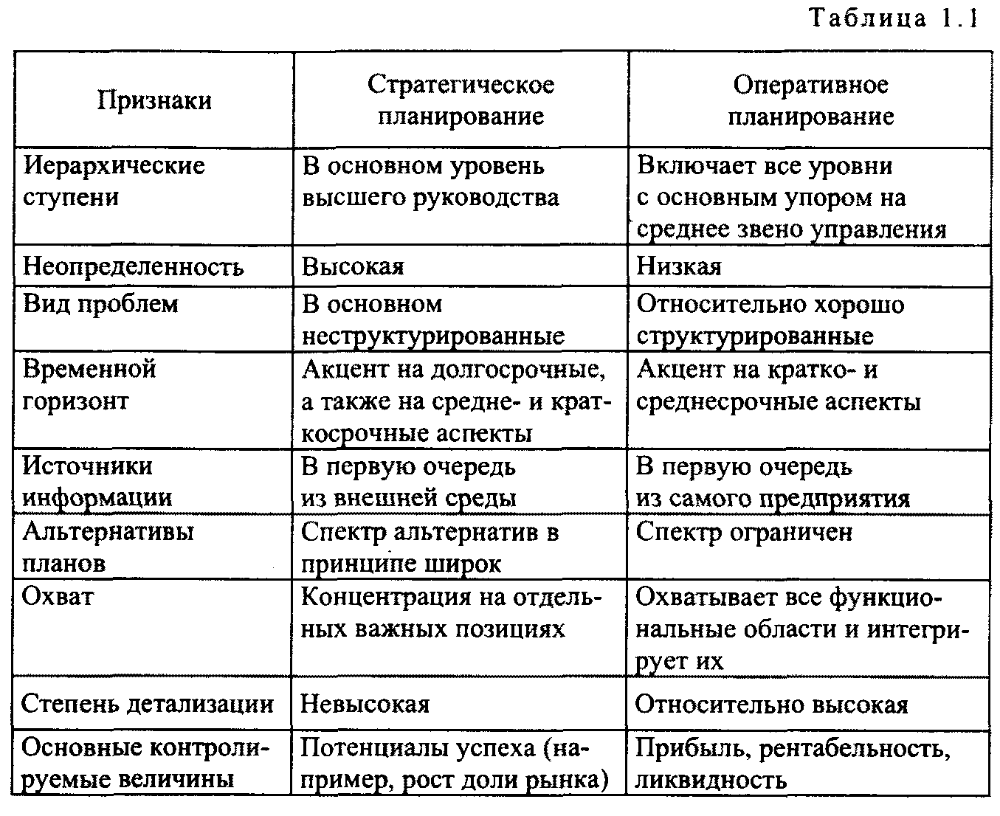 Таблица 1.1
Признаки
Стратегическое
планирование
Оперативное
планирование
Иерархические
ступени
В основном уровень
высшего руководства
Включает все уровни
с основным упором на
среднее звено управления
Неопределенность
Высокая
Низкая
Вид проблем
В основном
неструктурированные
Относительно хорошо
структурированные
Временной
горизонт
Акцент на долгосрочные,
а также на средне- и крат-
косрочные аспекты
Акцент на кратко- и
среднесрочные аспекты
Источники
информации
В первую очередь
из внешней среды
В первую очередь
из самого предприятия
Альтернативы
планов
Спектр альтернатив в
принципе широк
Спектр ограничен
Охват
Концентрация на отдель-
ных важных позициях
Охватывает все функцио-
нальные области и интегри-
рует их
Степень детализации
Невысокая
Относительно высокая
Основные контроли-
руемые величины
Потенциалы успеха (на-
пример, рост доли рынка)
Прибыль, рентабельность,
ликвидность